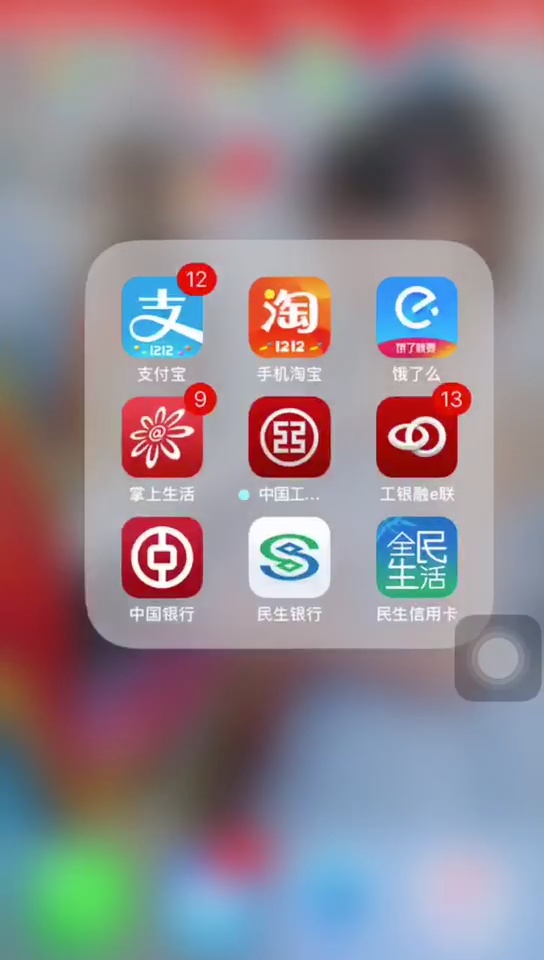 12
支
1212
支付宝
淘
1212
手机淘宝
饿了就要
饿了么
9
@
掌上生活
中国工...
13
工银融e联
中国银行
民生银行
全民
生活
民生信用卡